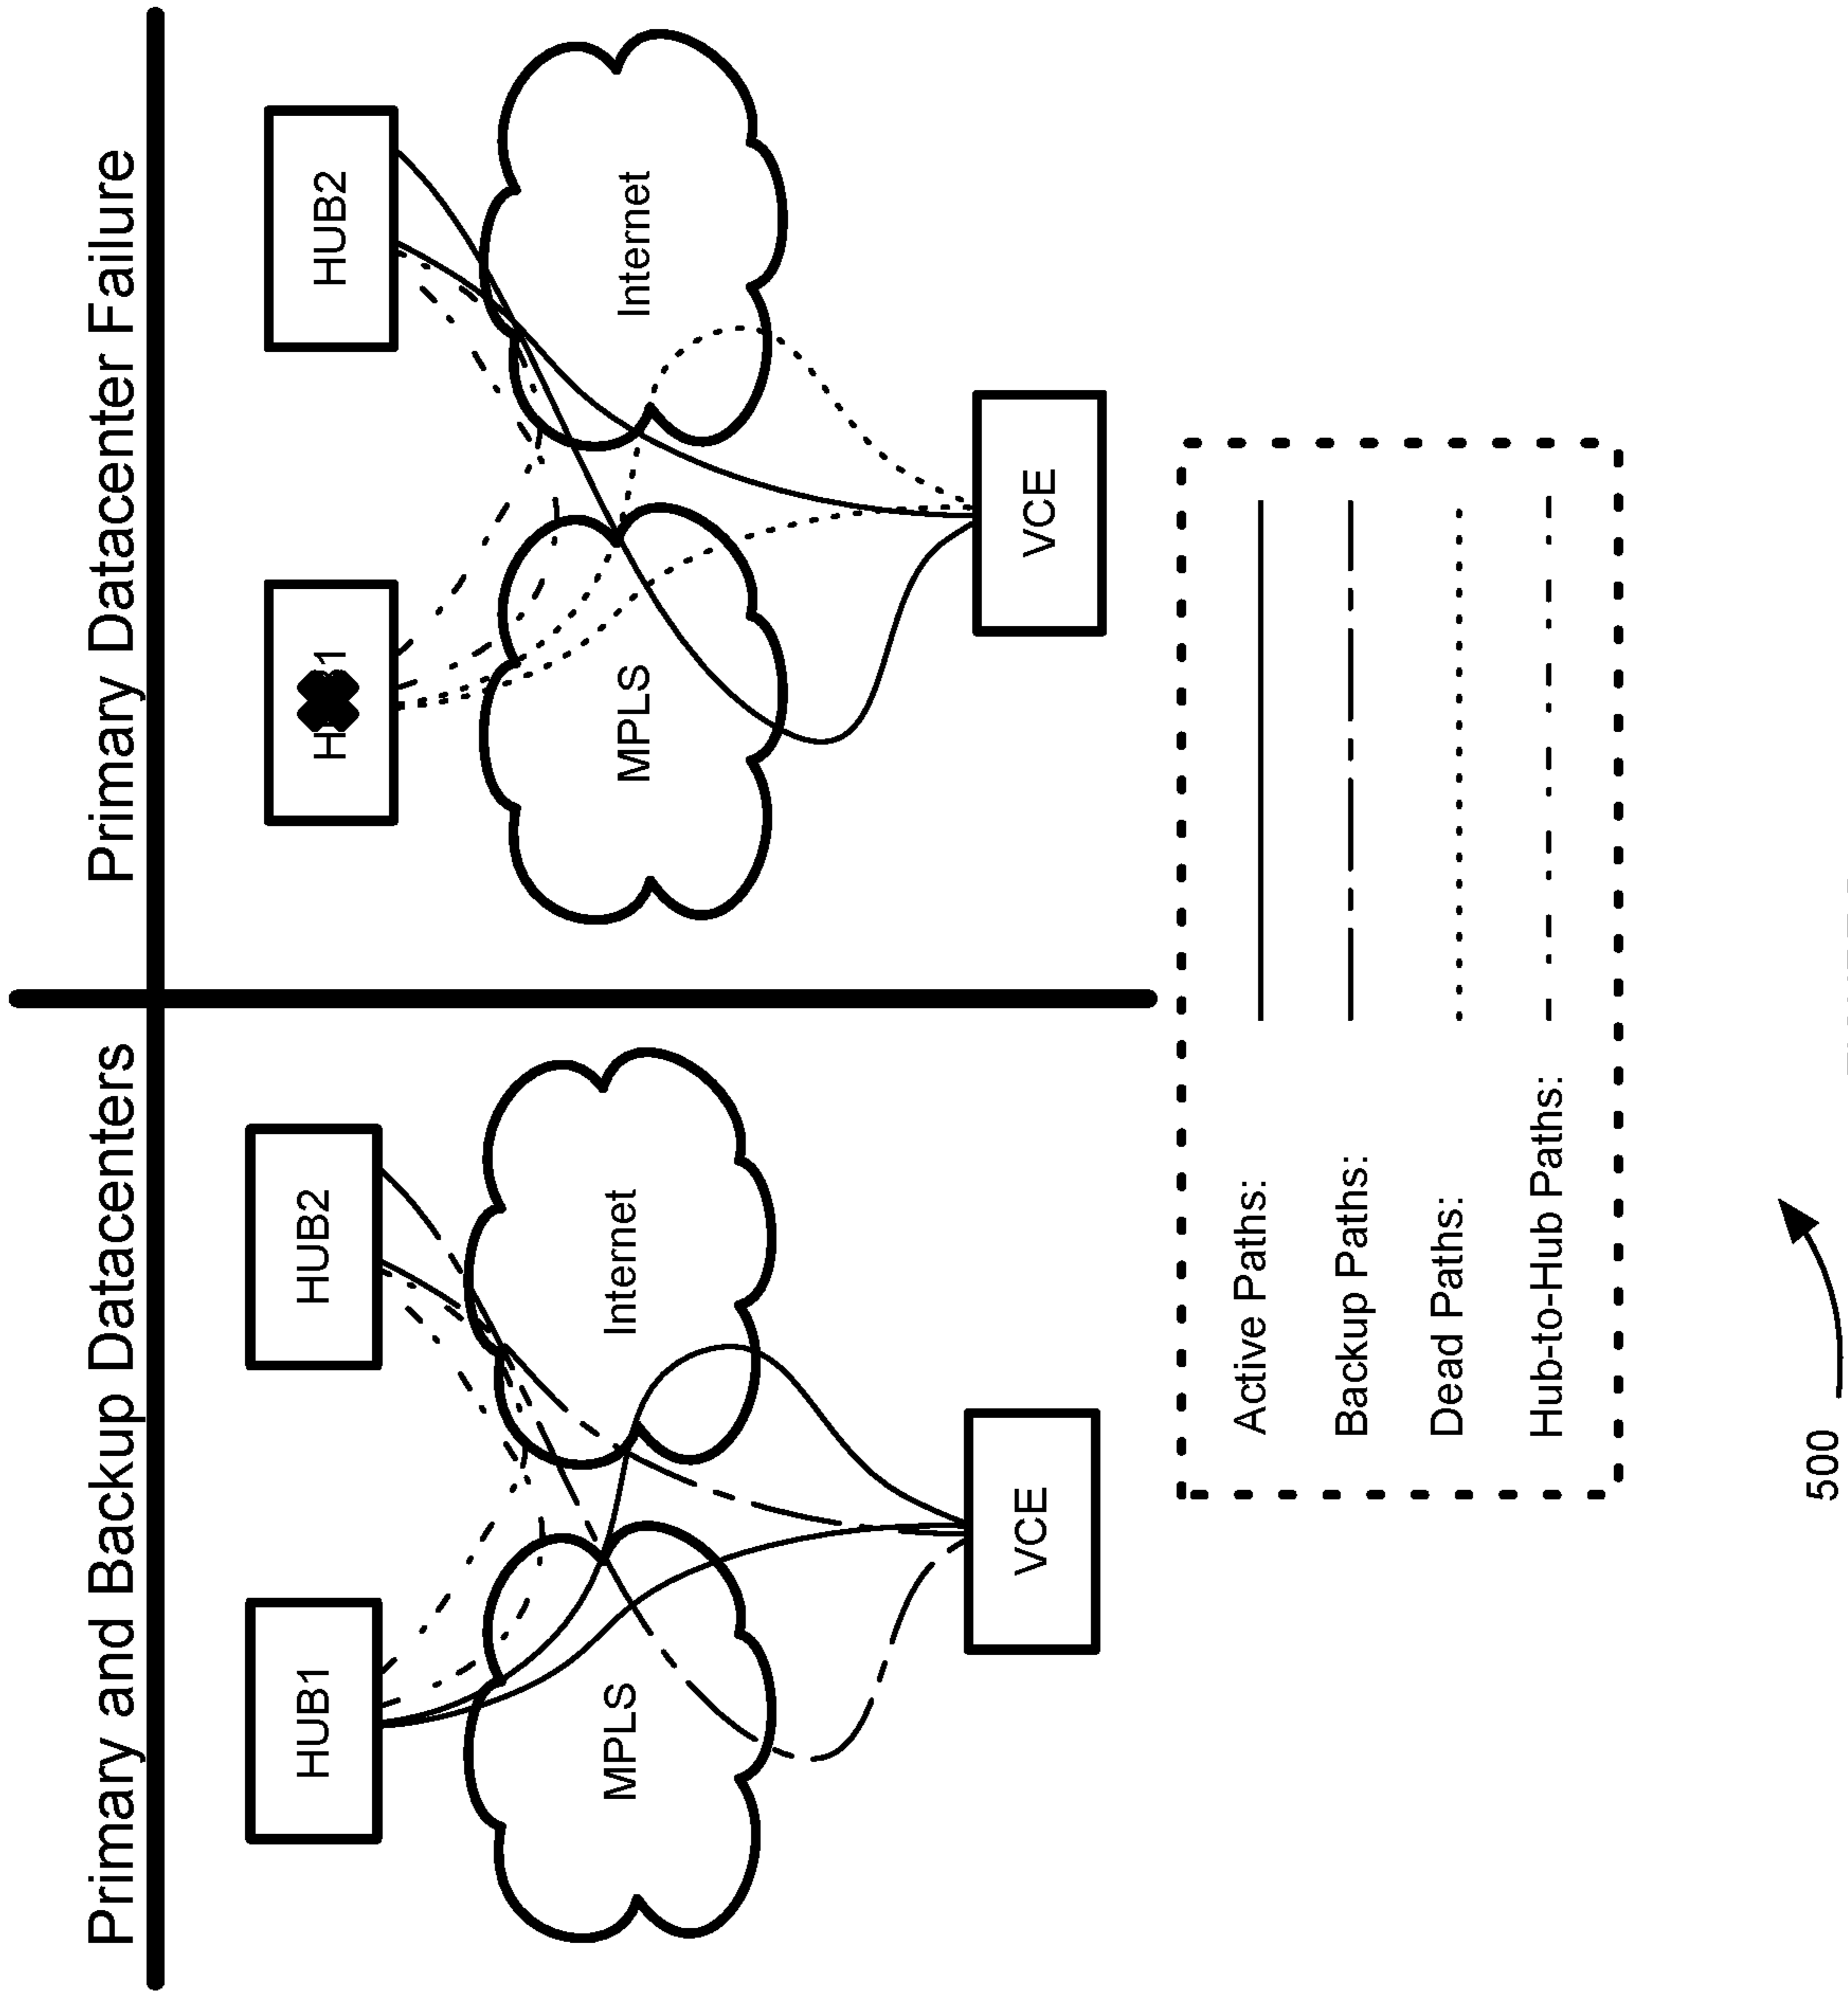 Primary and Backup Datacenters
HUB1
HUB2
MPLS
Internet
VCE
Primary Datacenter Failure
HUB2
MPLS
Internet
VCE
Active Paths:
Backup Paths:
Dead Paths:
Hub-to-Hub Paths:
500